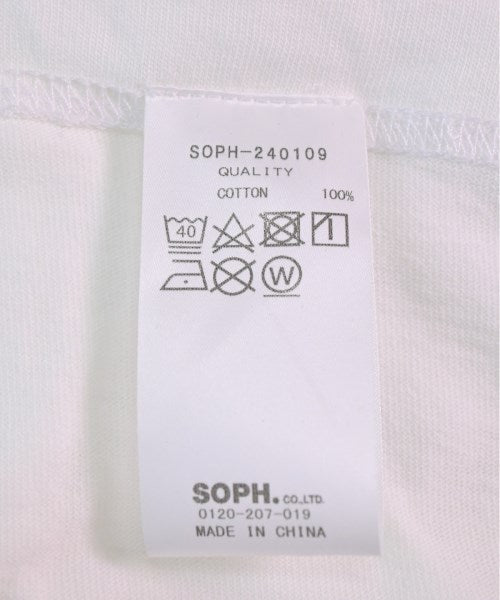 SOPH-240109
QUALITY
COTTON 100%
40
W
SOPH. CO.,LTD.
0120-207-019
MADE IN CHINA